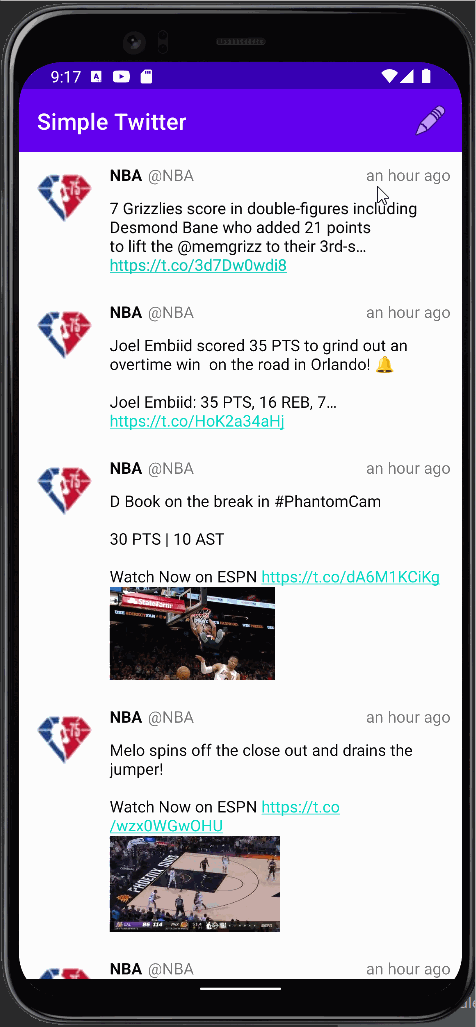 9:17
Simple Twitter
NBA @NBA an hour ago
7 Grizzlies score in double-figures including
Desmond Bane who added 21 points
to lift the @memgrizz to their 3rd-s…
https://t.co/3d7Dw0wdi8
NBA @NBA an hour ago
Joel Embiid scored 35 PTS to grind out an
overtime win  on the road in Orlando! 🔔
Joel Embiid: 35 PTS, 16 REB, 7…
https://t.co/HoK2a34aHj
NBA @NBA an hour ago
D Book on the break in #PhantomCam
30 PTS | 10 AST
Watch Now on ESPN https://t.co/dA6M1KCiKg
StateFarm
NBA @NBA an hour ago
Melo spins off the close out and drains the
jumper!
Watch Now on ESPN https://t.co
/wzx0WGwOHU
PHOENIX SUNS
NBA @NBA an hour ago